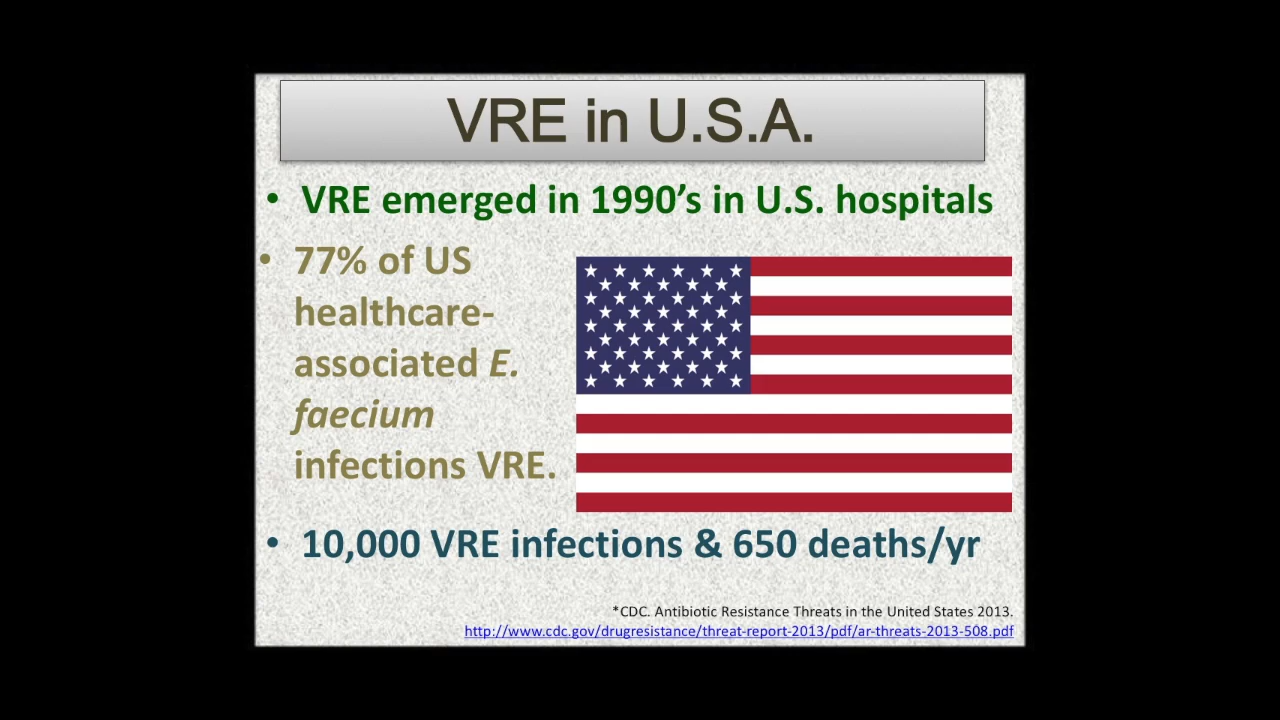 VRE in U.S.A.
• VRE emerged in 1990’s in U.S. hospitals
• 77% of US
healthcare-
associated E.
faecium
infections VRE.
• 10,000 VRE infections & 650 deaths/yr
*CDC. Antibiotic Resistance Threats in the United States 2013.
http://www.cdc.gov/drugresistance/threat-report-2013/pdf/ar-threats-2013-508.pdf